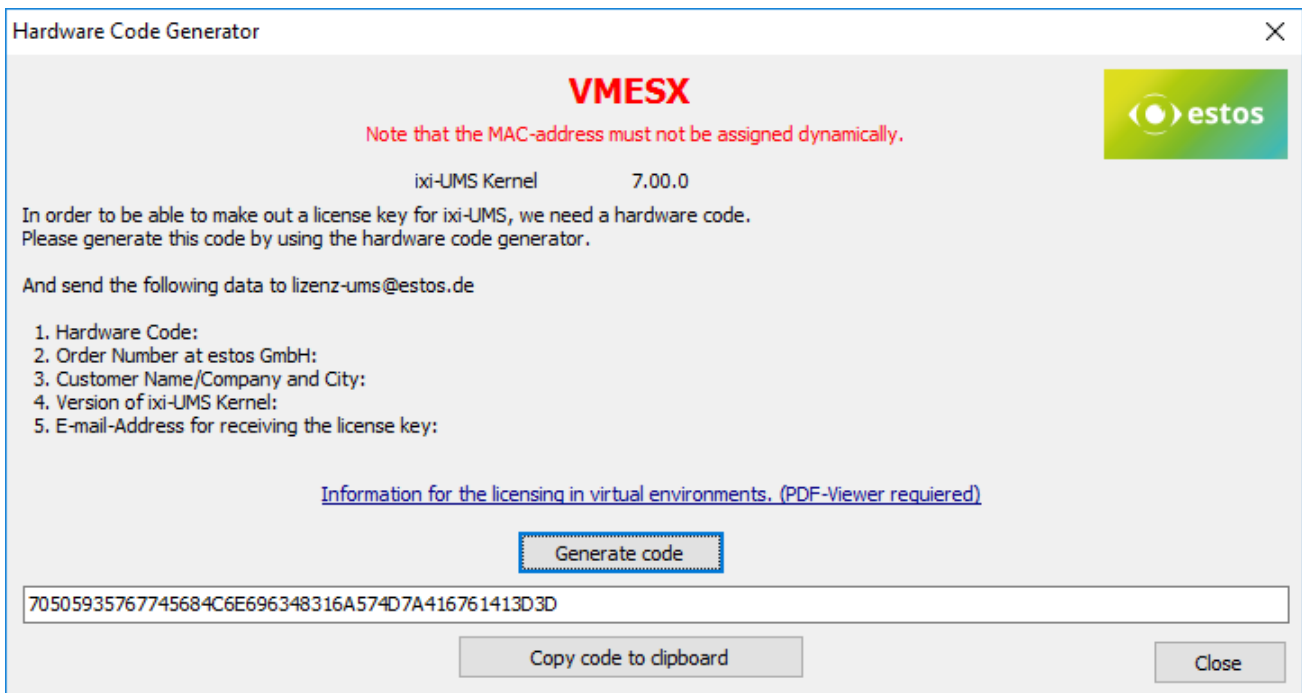 Hardware Code Generator
VMESX
estos
Note that the MAC-address must not be assigned dynamically.
ixi-UMS Kernel 7.00.0
In order to be able to make out a license key for ixi-UMS, we need a hardware code.
Please generate this code by using the hardware code generator.
And send the following data to lizenz-ums@estos.de
1. Hardware Code:
2. Order Number at estos GmbH:
3. Customer Name/Company and City:
4. Version of ixi-UMS Kernel:
5. E-mail-Address for receiving the license key:
Information for the licensing in virtual environments. (PDF-Viewer requiered)
Generate code
70505935767745684C6E696348316A574D7A416761413D3D
Copy code to clipboard
Close